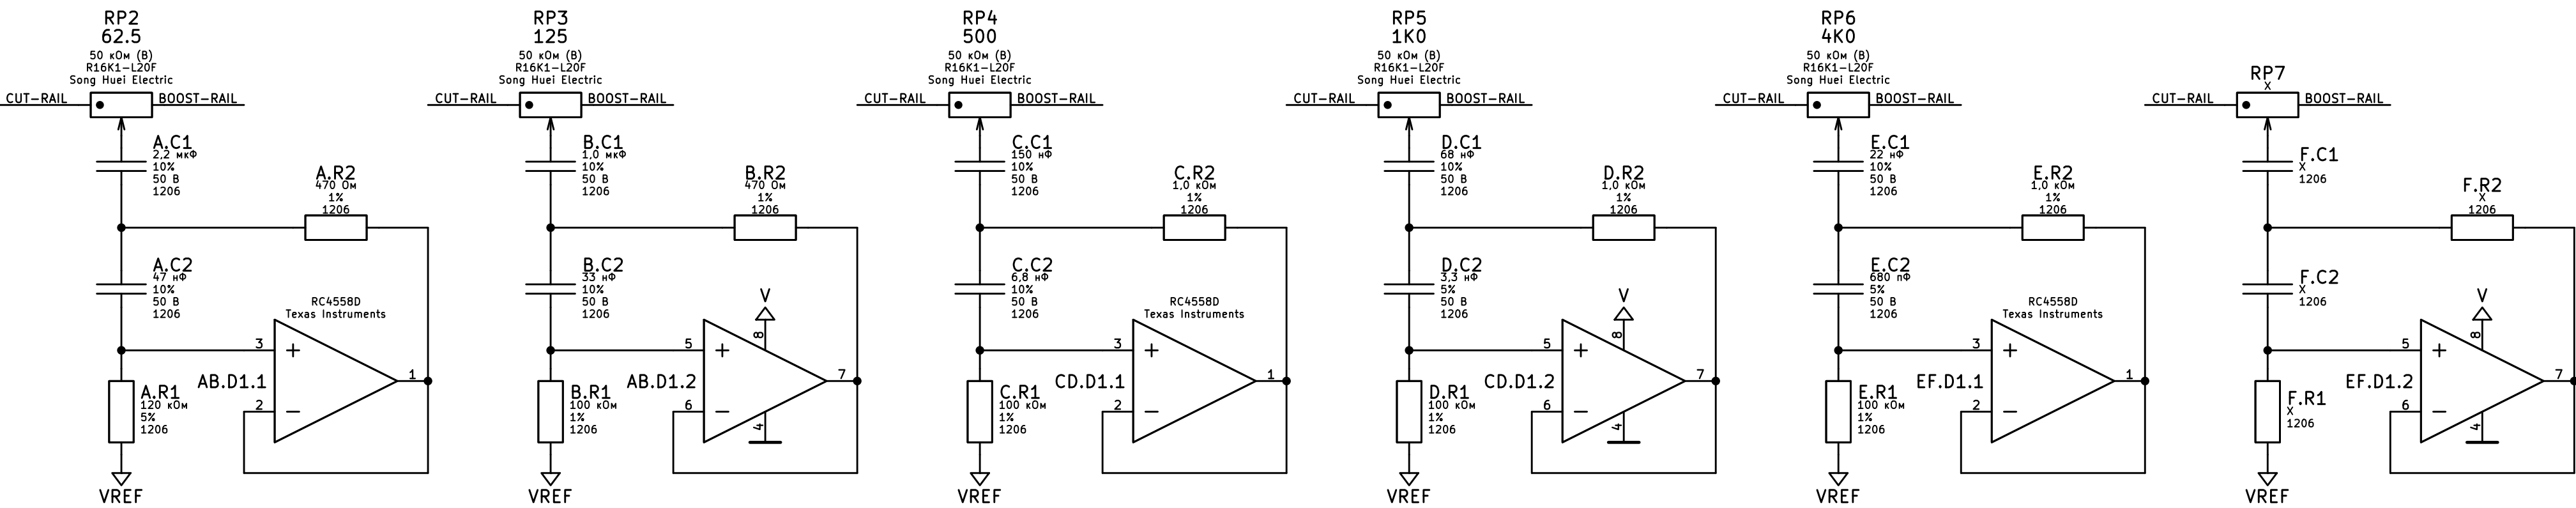 RP2
62.5
50 кОм (B)
R16K1-L20F
Song Huei Electric
CUT-RAIL
BOOST-RAIL
A.C1
2,2 мкФ
10%
50 В
1206
A.R2
470 Ом
1%
1206
A.C2
47 нФ
10%
50 В
1206
RC4558D
Texas Instruments
3
+
1
AB.D1.1
2
−
A.R1
120 кОм
5%
1206
VREF
RP3
125
50 кОм (B)
R16K1-L20F
Song Huei Electric
CUT-RAIL
BOOST-RAIL
B.C1
1,0 мкФ
10%
50 В
1206
B.R2
470 Ом
1%
1206
B.C2
33 нФ
10%
50 В
1206
V
8
5
+
7
AB.D1.2
6
−
4
B.R1
100 кОм
1%
1206
VREF
RP4
500
50 кОм (B)
R16K1-L20F
Song Huei Electric
CUT-RAIL
BOOST-RAIL
C.C1
150 нФ
10%
50 В
1206
C.R2
1,0 кОм
1%
1206
C.C2
6,8 нФ
10%
50 В
1206
RC4558D
Texas Instruments
3
+
1
CD.D1.1
2
−
C.R1
100 кОм
1%
1206
VREF
RP5
1K0
50 кОм (B)
R16K1-L20F
Song Huei Electric
CUT-RAIL
BOOST-RAIL
D.C1
68 нФ
10%
50 В
1206
D.R2
1,0 кОм
1%
1206
D.C2
3,3 нФ
5%
50 В
1206
V
8
5
+
7
CD.D1.2
6
−
4
D.R1
100 кОм
1%
1206
VREF
RP6
4K0
50 кОм (B)
R16K1-L20F
Song Huei Electric
CUT-RAIL
BOOST-RAIL
E.C1
22 нФ
10%
50 В
1206
E.R2
1,0 кОм
1%
1206
E.C2
680 пФ
5%
50 В
1206
RC4558D
Texas Instruments
3
+
1
EF.D1.1
2
−
E.R1
100 кОм
1%
1206
VREF
RP7
X
CUT-RAIL
BOOST-RAIL
F.C1
X
1206
F.R2
X
1206
F.C2
X
1206
V
8
5
+
7
EF.D1.2
6
−
4
F.R1
X
1206
VREF